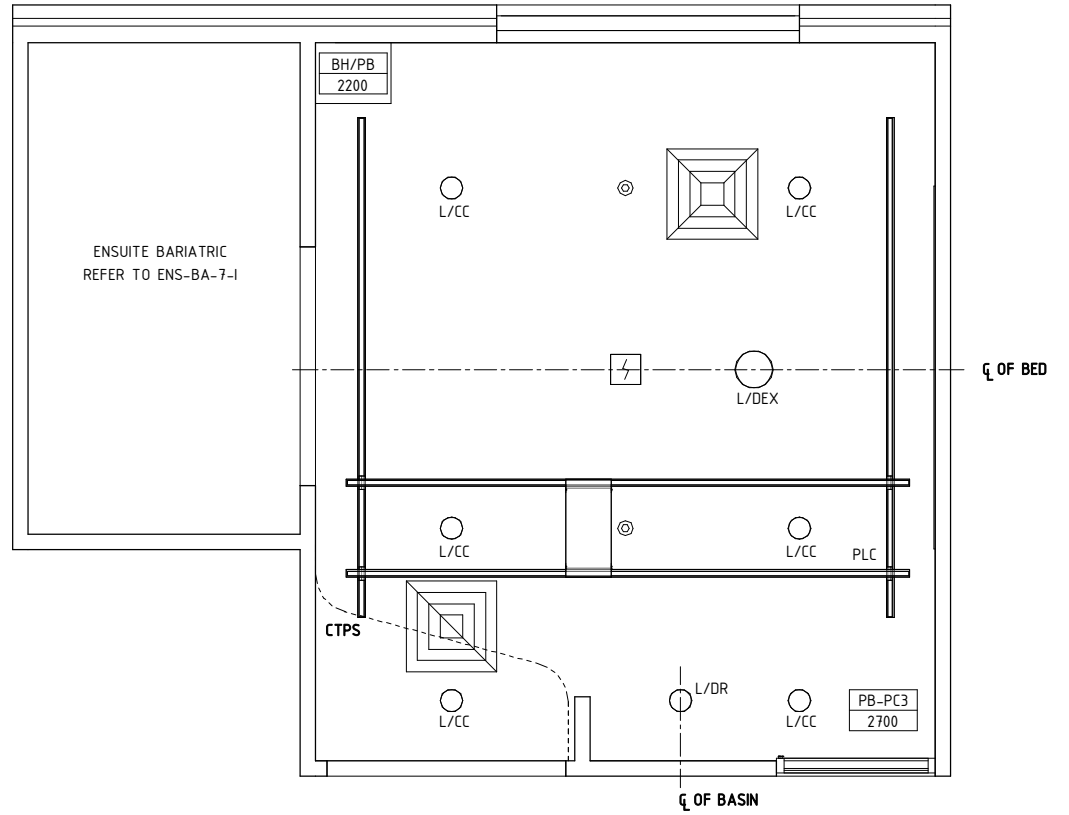 BH/PB
2200
L/CC
L/CC
ENSUITE BARIATRIC
REFER TO ENS-BA-7-I
℄ OF BED
L/DEX
L/CC
L/CC
PLC
CTPS
L/DR
PB-PC3
2700
L/CC
L/CC
℄ OF BASIN